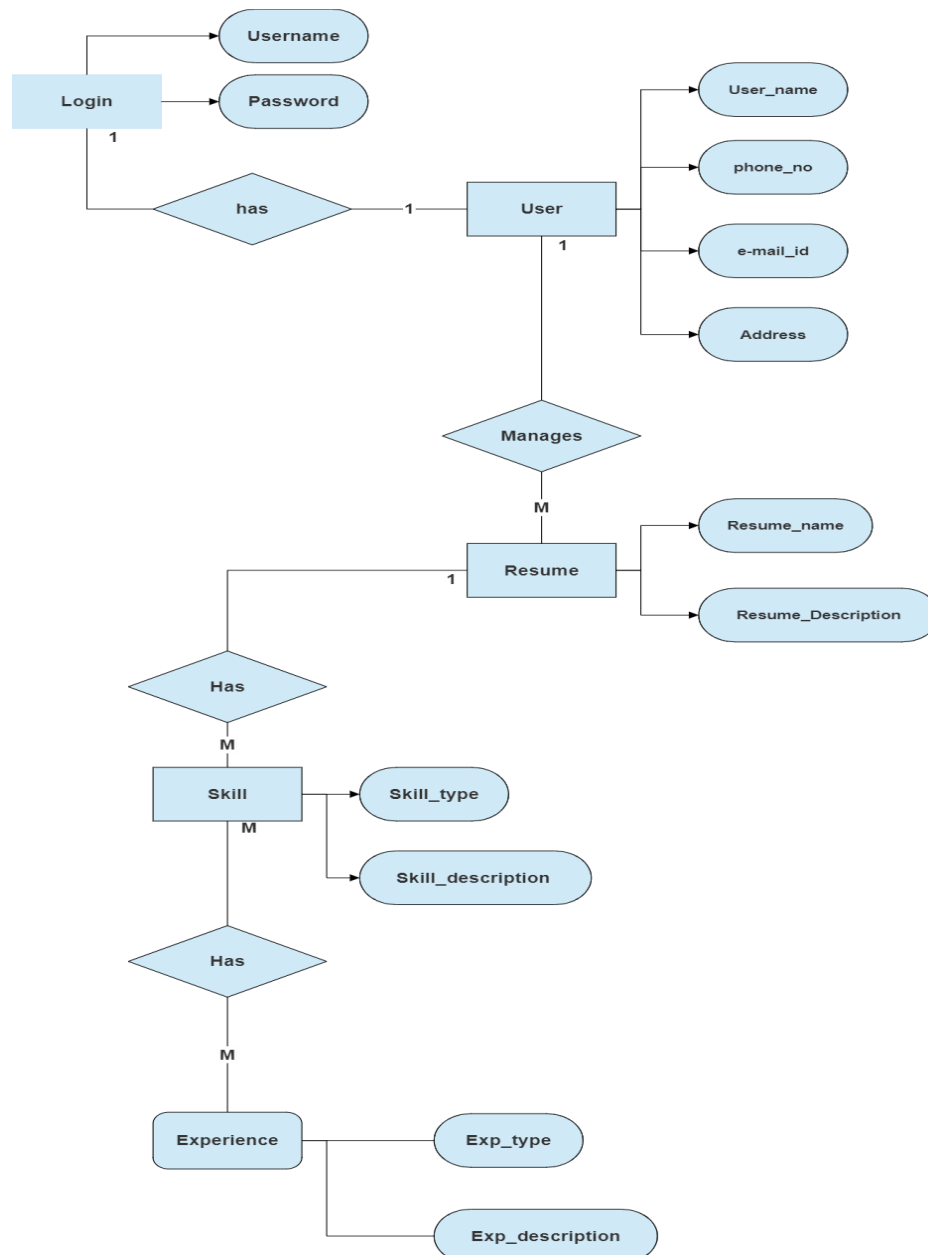 Username
Login
Password
1
User_name
phone_no
has
1
User
1
e-mail_id
Address
Manages
M
Resume_name
1
Resume
Resume_Description
Has
M
Skill
Skill_type
M
Skill_description
Has
M
Experience
Exp_type
Exp_description